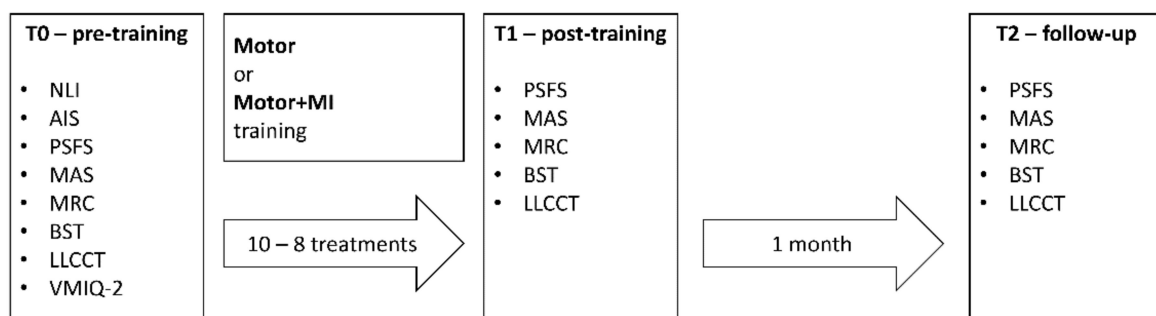 T0 – pre-training
• NLI
• AIS
• PSFS
• MAS
• MRC
• BST
• LLCCT
• VMIQ-2
Motor
or
Motor+MI
training
10 – 8 treatments
T1 – post-training
• PSFS
• MAS
• MRC
• BST
• LLCCT
1 month
T2 – follow-up
• PSFS
• MAS
• MRC
• BST
• LLCCT